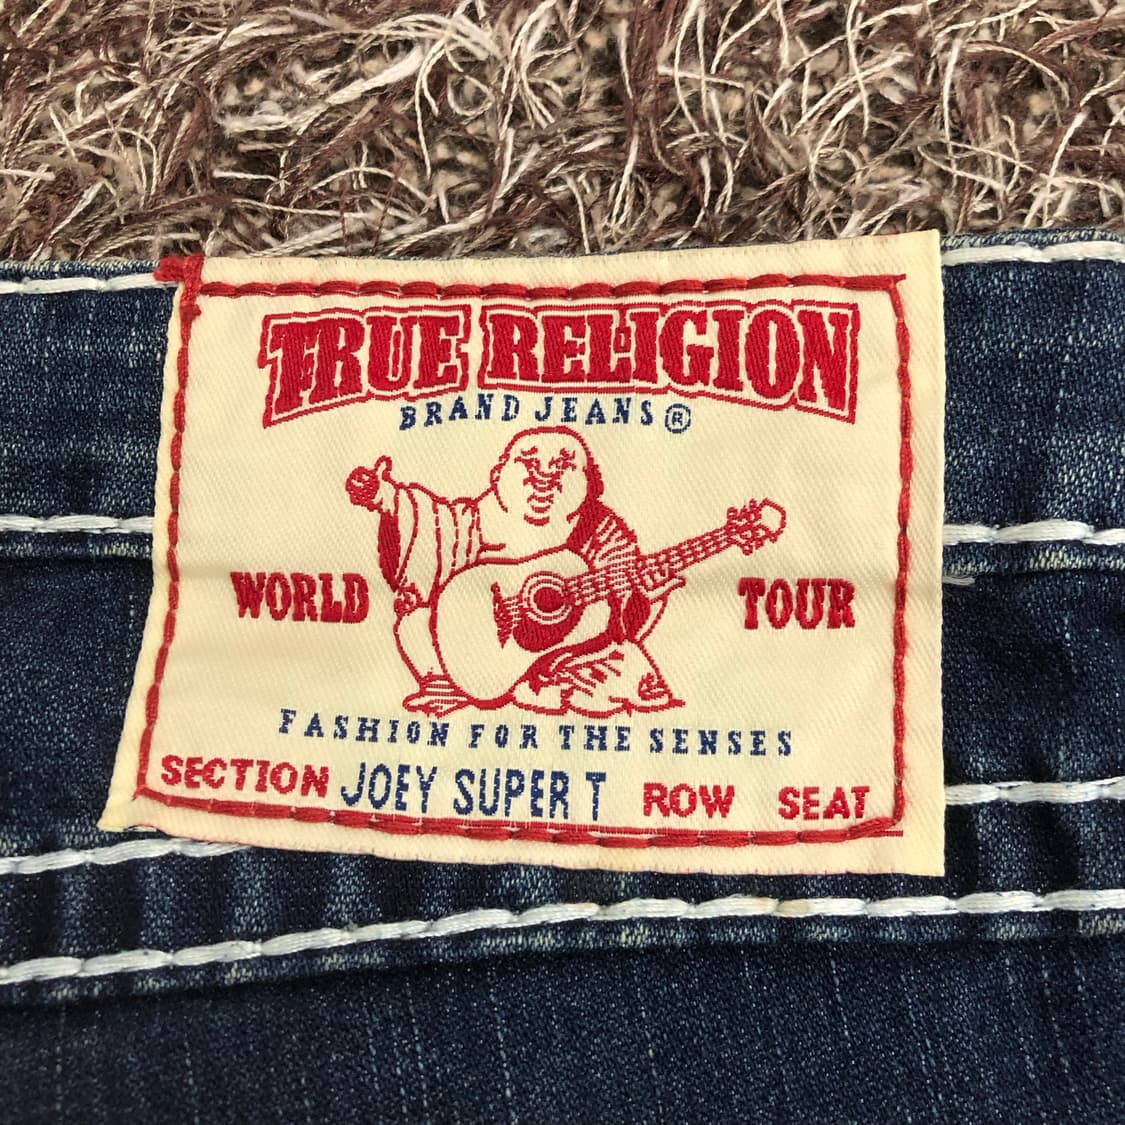 TRUE RELIGION
BRAND JEANS ®
WORLD TOUR
FASHION FOR THE SENSES
SECTION JOEY SUPER T ROW SEAT